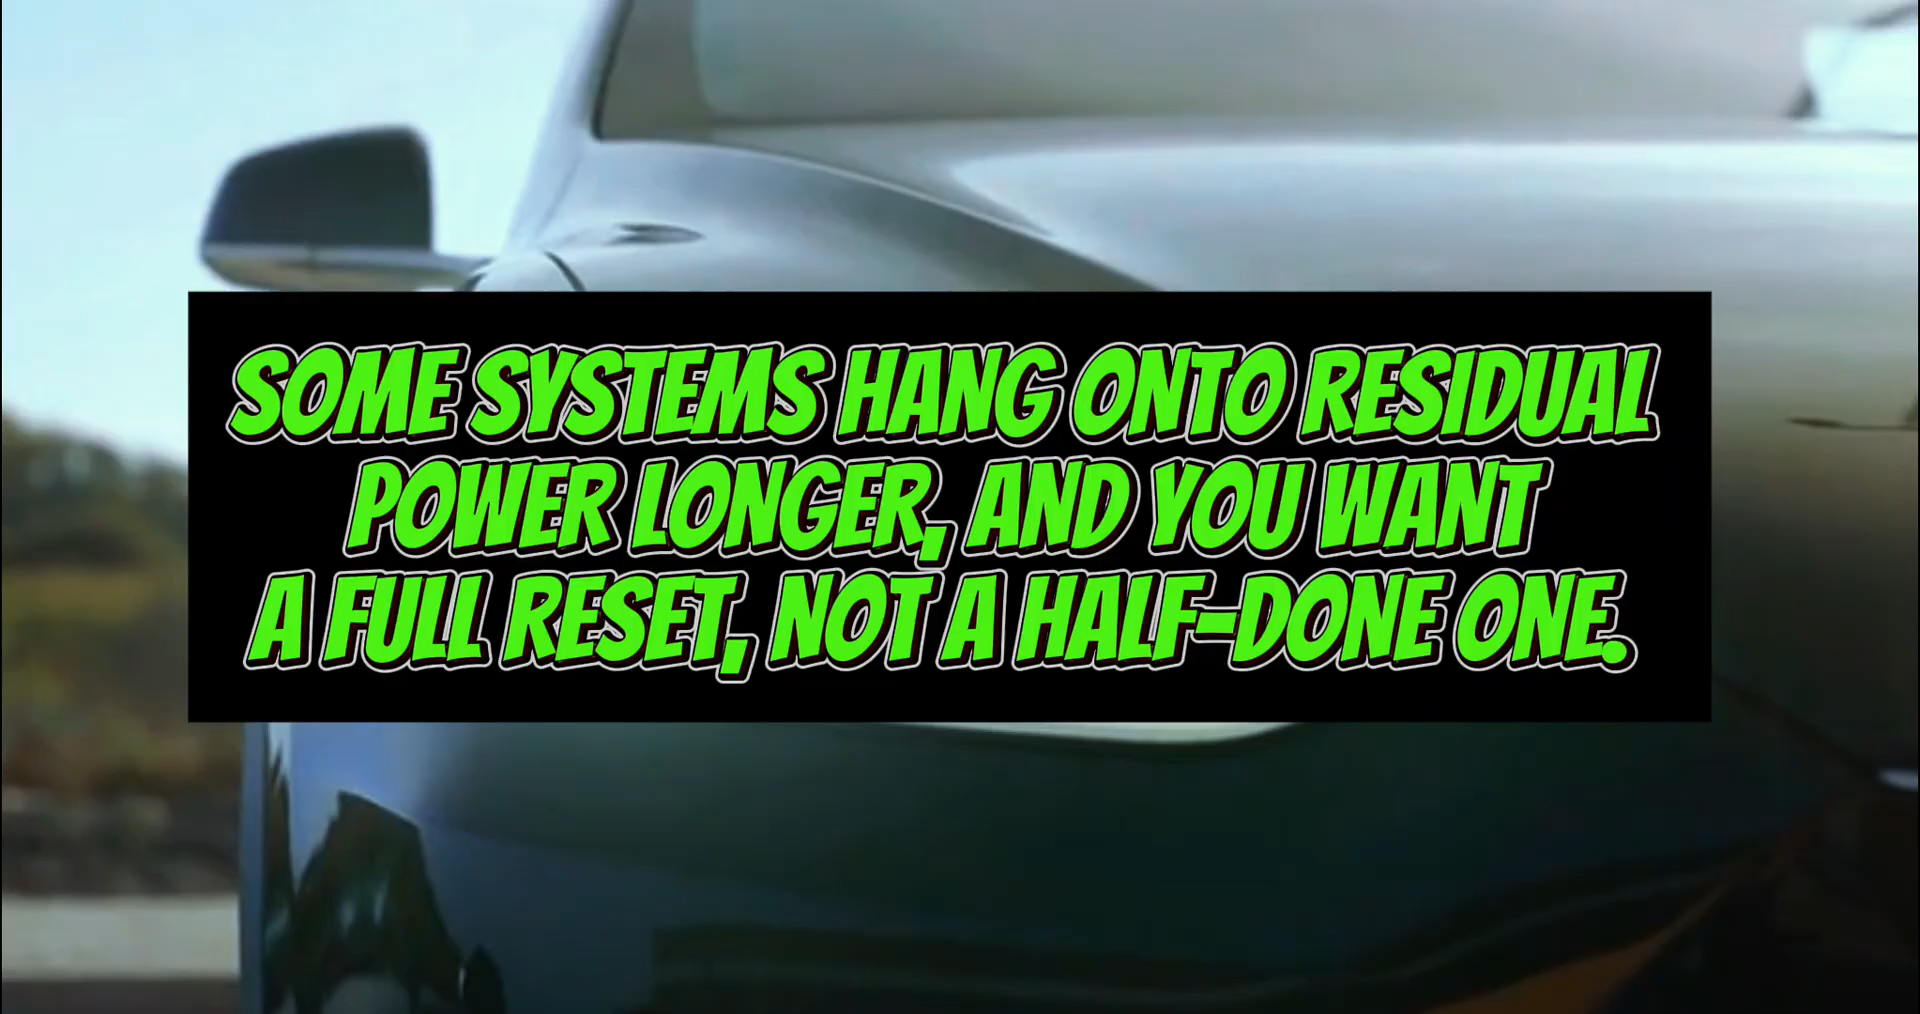 SOME SYSTEMS HANG ONTO RESIDUAL
POWER LONGER, AND YOU WANT
A FULL RESET, NOT A HALF-DONE ONE.